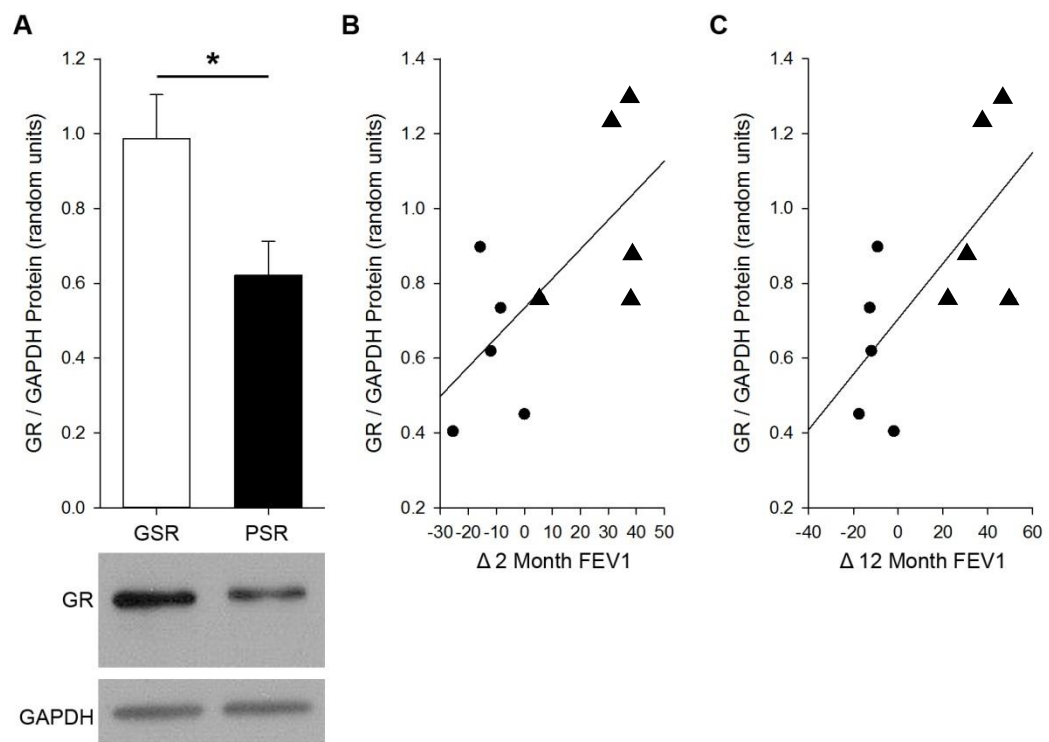 A
GR / GAPDH Protein (random units)
1.2
1.0
0.8
0.6
0.4
0.2
0.0
*
GSR PSR
GR
GAPDH
B
GR / GAPDH Protein (random units)
1.4
1.2
1.0
0.8
0.6
0.4
0.2
-30 -20 -10 0 10 20 30 40 50
Δ 2 Month FEV1
C
GR / GAPDH Protein (random units)
1.4
1.2
1.0
0.8
0.6
0.4
0.2
-40 -20 0 20 40 60
Δ 12 Month FEV1